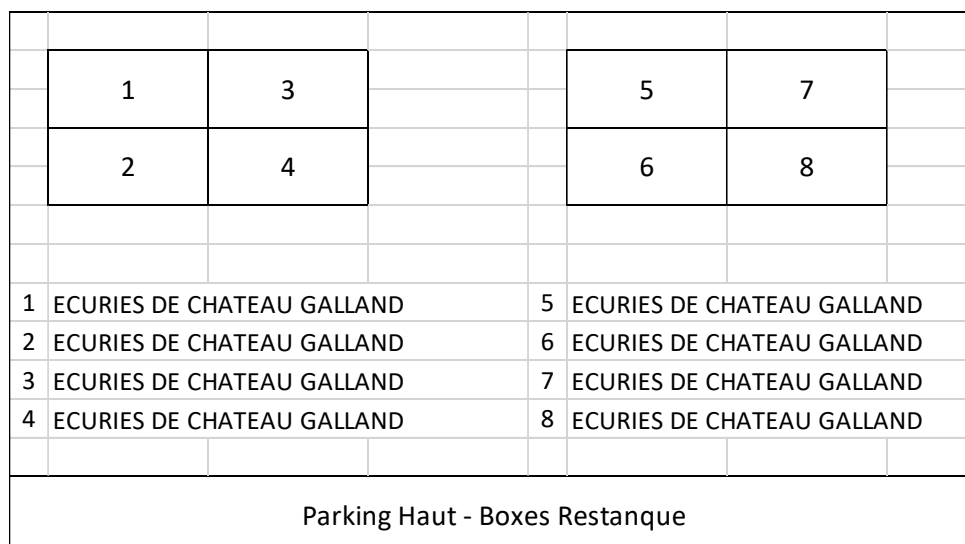 1 3 5 7
2 4 6 8
1 ECURIES DE CHATEAU GALLAND 5 ECURIES DE CHATEAU GALLAND
2 ECURIES DE CHATEAU GALLAND 6 ECURIES DE CHATEAU GALLAND
3 ECURIES DE CHATEAU GALLAND 7 ECURIES DE CHATEAU GALLAND
4 ECURIES DE CHATEAU GALLAND 8 ECURIES DE CHATEAU GALLAND
Parking Haut - Boxes Restanque